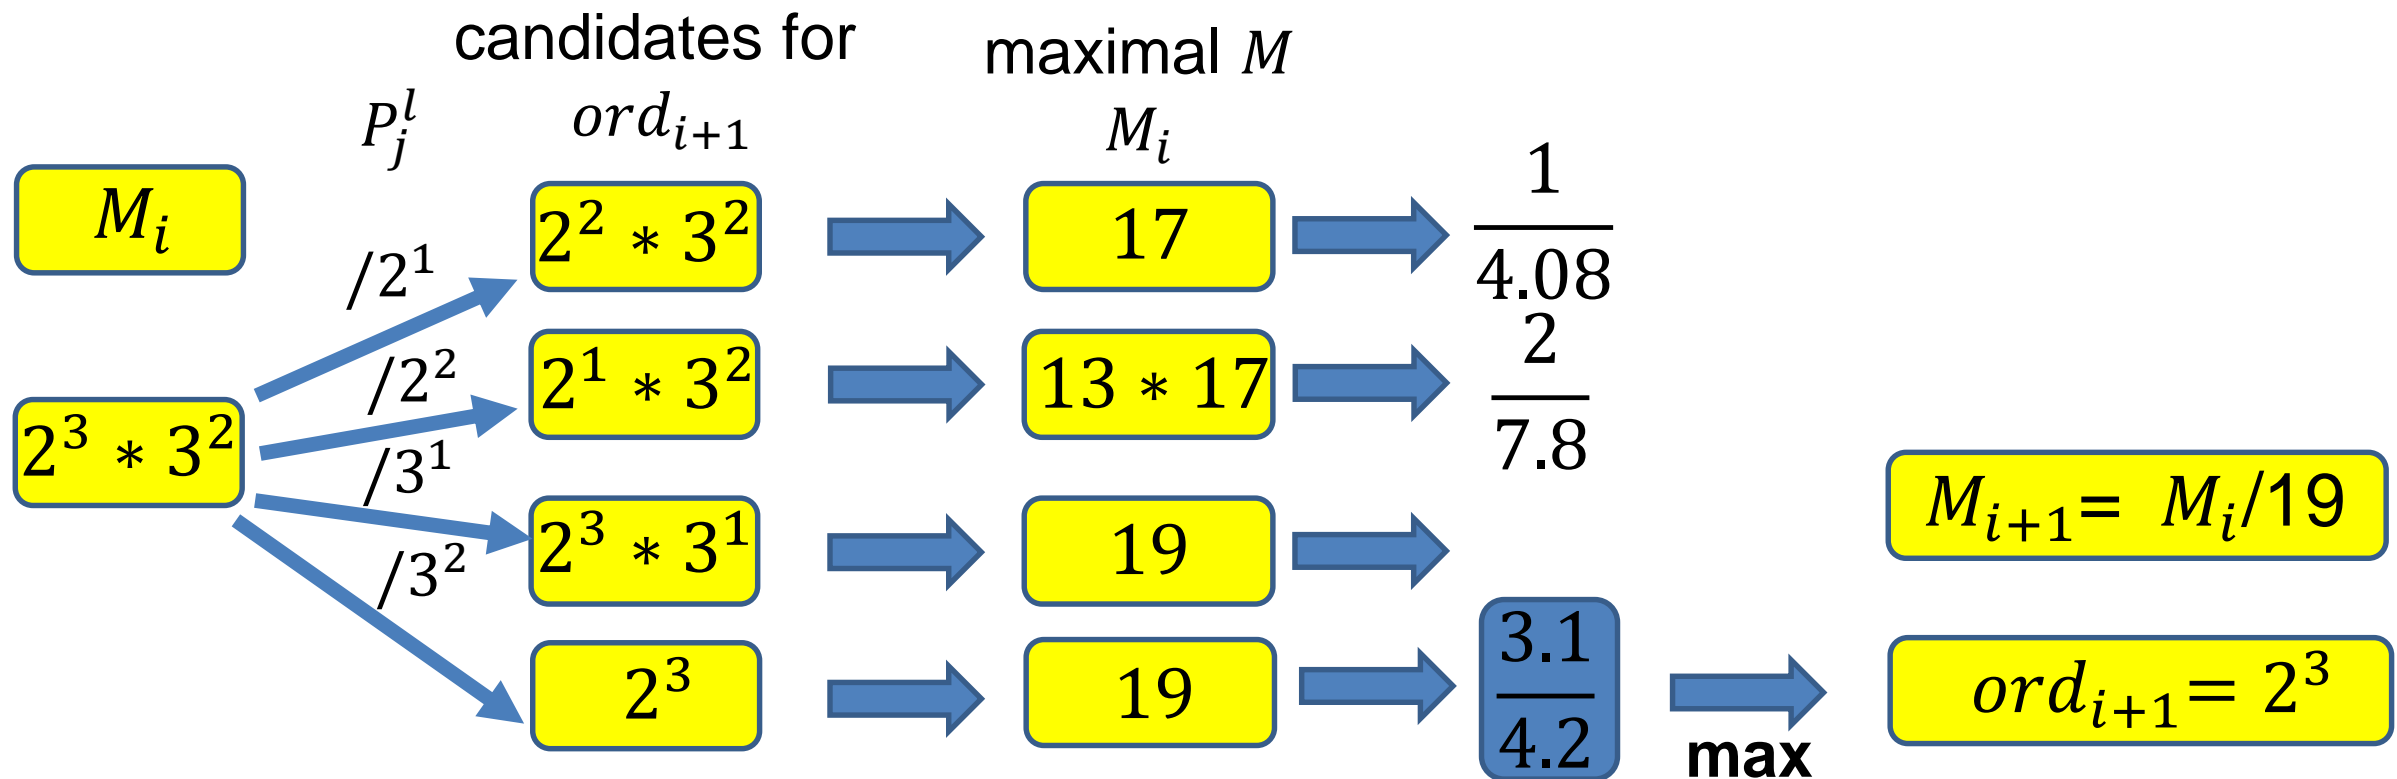 candidates for
maximal M
P_j^l
ord_{i+1}
M_i
M_i
/2^1
2^2 * 3^2
17
1/4.08
/2^2
2^1 * 3^2
13 * 17
2/7.8
2^3 * 3^2
/3^1
2^3 * 3^1
19
M_{i+1}= M_i/19
/3^2
2^3
19
3.1/4.2
max
ord_{i+1}= 2^3